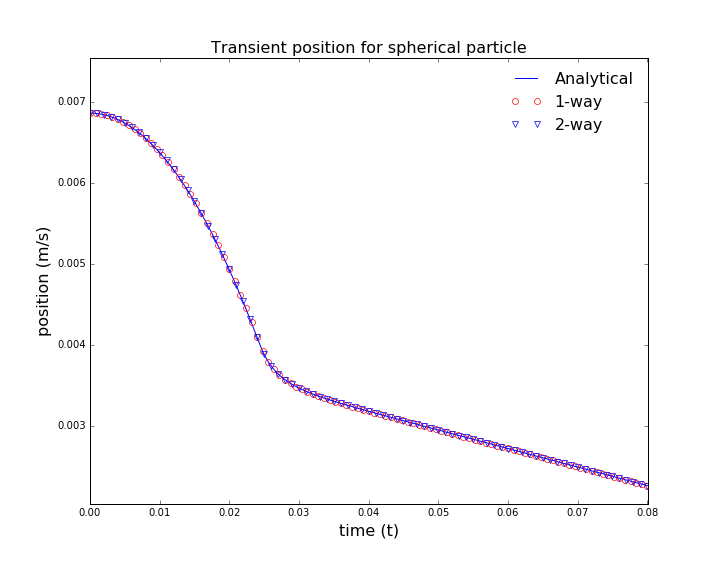 Transient position for spherical particle
Analytical
1-way
2-way
0.007
0.006
0.005
0.004
0.003
position (m/s)
0.00 0.01 0.02 0.03 0.04 0.05 0.06 0.07 0.08
time (t)